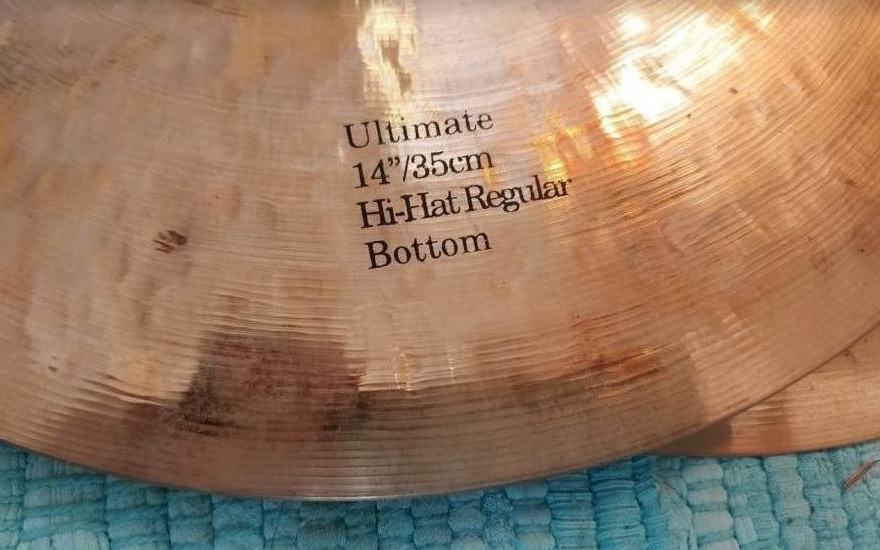 Ultimate
14”/35cm
Hi-Hat Regular
Bottom